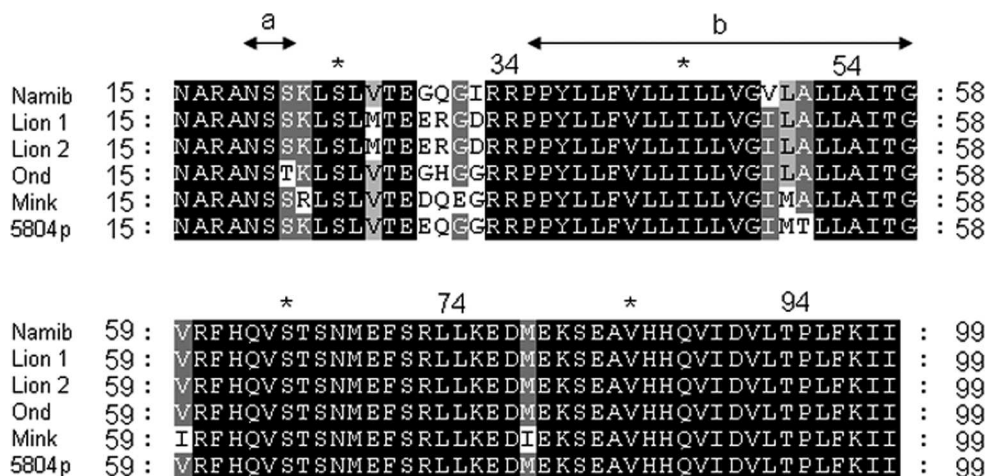 a b
* 34 * 54
Namib 15 : NARANSSKLSLVTEGQGIRRPPYLLFVLLILLVGVLALLAITG : 58
Lion 1 15 : NARANSSKLSLMTEERGDRRPPYLLFVLLILLVGILALLAITG : 58
Lion 2 15 : NARANSSKLSLMTEERGDRRPPYLLFVLLILLVGILALLAITG : 58
Ond 15 : NARANSTKLSLVTEGHGGRRPPYLLFVLLILLVGILALLAITG : 58
Mink 15 : NARANSSRLSLVTEDQEGRRPPYLLFVLLILLVGIMALLAITG : 58
5804p 15 : NARANSSKLSLVTEEQGGRRPPYLLFVLLILLVGIMTLLAITG : 58
* 74 * 94
Namib 59 : VRFHQVSTSNMEFSRLLKEDMEKSEAVHHQVIDVLTPLFKII : 99
Lion 1 59 : VRFHQVSTSNMEFSRLLKEDMEKSEAVHHQVIDVLTPLFKII : 99
Lion 2 59 : VRFHQVSTSNMEFSRLLKEDMEKSEAVHHQVIDVLTPLFKII : 99
Ond 59 : VRFHQVSTSNMEFSRLLKEDMEKSEAVHHQVIDVLTPLFKII : 99
Mink 59 : IRFHQVSTSNMEFSRLLKEDIEKSEAVHHQVIDVLTPLFKII : 99
5804p 59 : VRFHQVSTSNMEFSRLLKEDMEKSEAVHHQVIDVLTPLFKII : 99